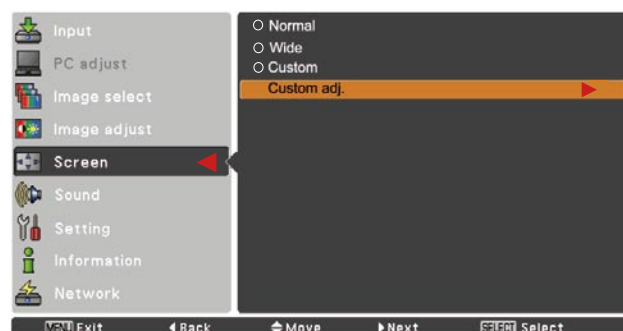 Input
PC adjust
Image select
Image adjust
Screen
Sound
Setting
Information
Network
Normal
Wide
Custom
Custom adj.
MENU Exit Back Move Next SELECT Select